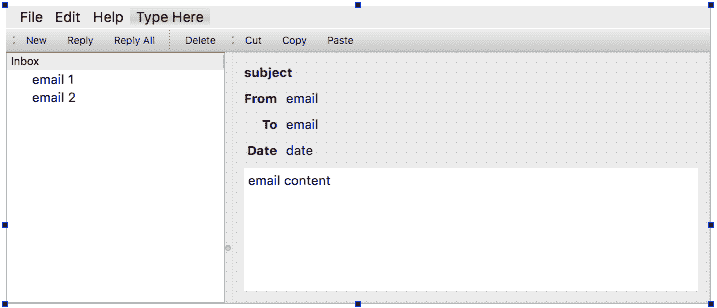 File Edit Help Type Here
New Reply Reply All Delete Cut Copy Paste
Inbox
email 1
email 2
subject
From email
To email
Date date
email content